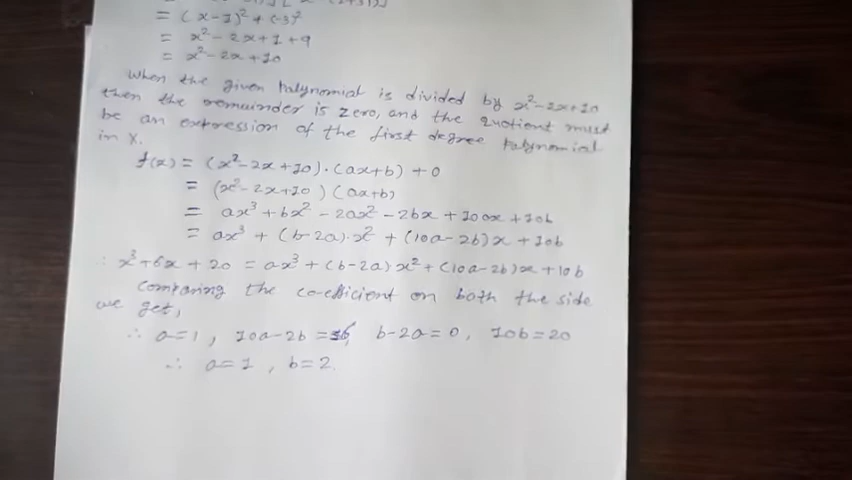 = (x-1)² + (-3)²
= x² - 2x + 1 + 9
= x² - 2x + 10
When the given Polynomial is divided by x² - 2x + 10
then the remainder is zero, and the quotient must
be an expression of the first degree Polynomial
in X.
f(x) = (x² - 2x + 10) · (ax+b) + 0
= (x² - 2x + 10) (ax+b)
= ax³ + bx² - 2ax² - 2bx + 10ax + 10b
= ax³ + (b-2a)·x² + (10a-2b)x + 10b
∴ x³ + 6x + 20 = ax³ + (b-2a)x² + (10a-2b)x + 10b
comparing the co-efficient on both the side
we get,
∴ a=1, 10a-2b = 6, b-2a=0, 10b=20
∴ a=1, b=2.